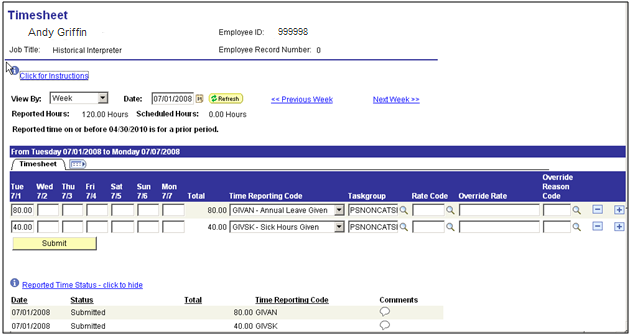 Timesheet
Andy Griffin Employee ID: 999998
Job Title: Historical Interpreter Employee Record Number: 0
Click for Instructions
View By: Week Date: 07/01/2008 31 Refresh << Previous Week Next Week >>
Reported Hours: 120.00 Hours Scheduled Hours: 0.00 Hours
Reported time on or before 04/30/2010 is for a prior period.
From Tuesday 07/01/2008 to Monday 07/07/2008
Timesheet
Tue 7/1 Wed 7/2 Thu 7/3 Fri 7/4 Sat 7/5 Sun 7/6 Mon 7/7 Total Time Reporting Code Taskgroup Rate Code Override Rate Override Reason Code
80.00 80.00 GIVAN - Annual Leave Given PSNONCATSI
40.00 40.00 GIVSK - Sick Hours Given PSNONCATSI
Submit
Reported Time Status - click to hide
Date Status Total Time Reporting Code Comments
07/01/2008 Submitted 80.00 GIVAN
07/01/2008 Submitted 40.00 GIVSK